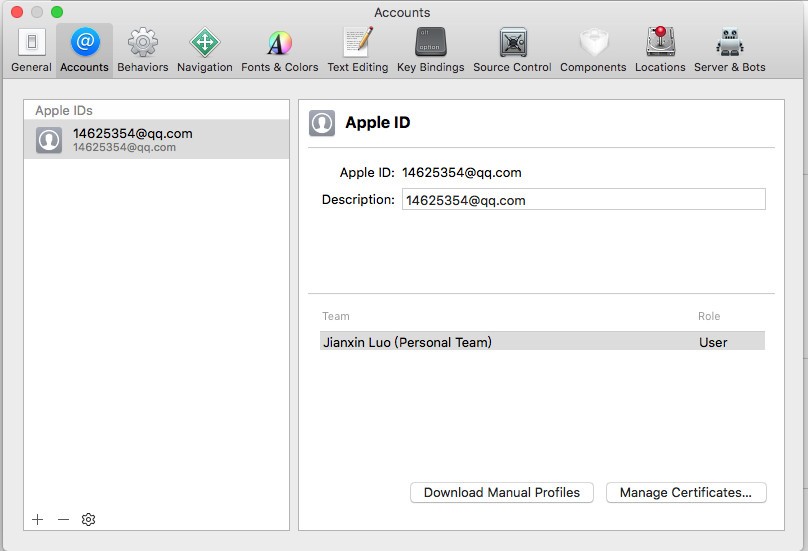 Accounts
General Accounts Behaviors Navigation Fonts & Colors Text Editing Key Bindings Source Control Components Locations Server & Bots
off
option
Apple IDs
14625354@qq.com
14625354@qq.com
Apple ID
Apple ID: 14625354@qq.com
Description: 14625354@qq.com
Team Role
Jianxin Luo (Personal Team) User
Download Manual Profiles Manage Certificates...